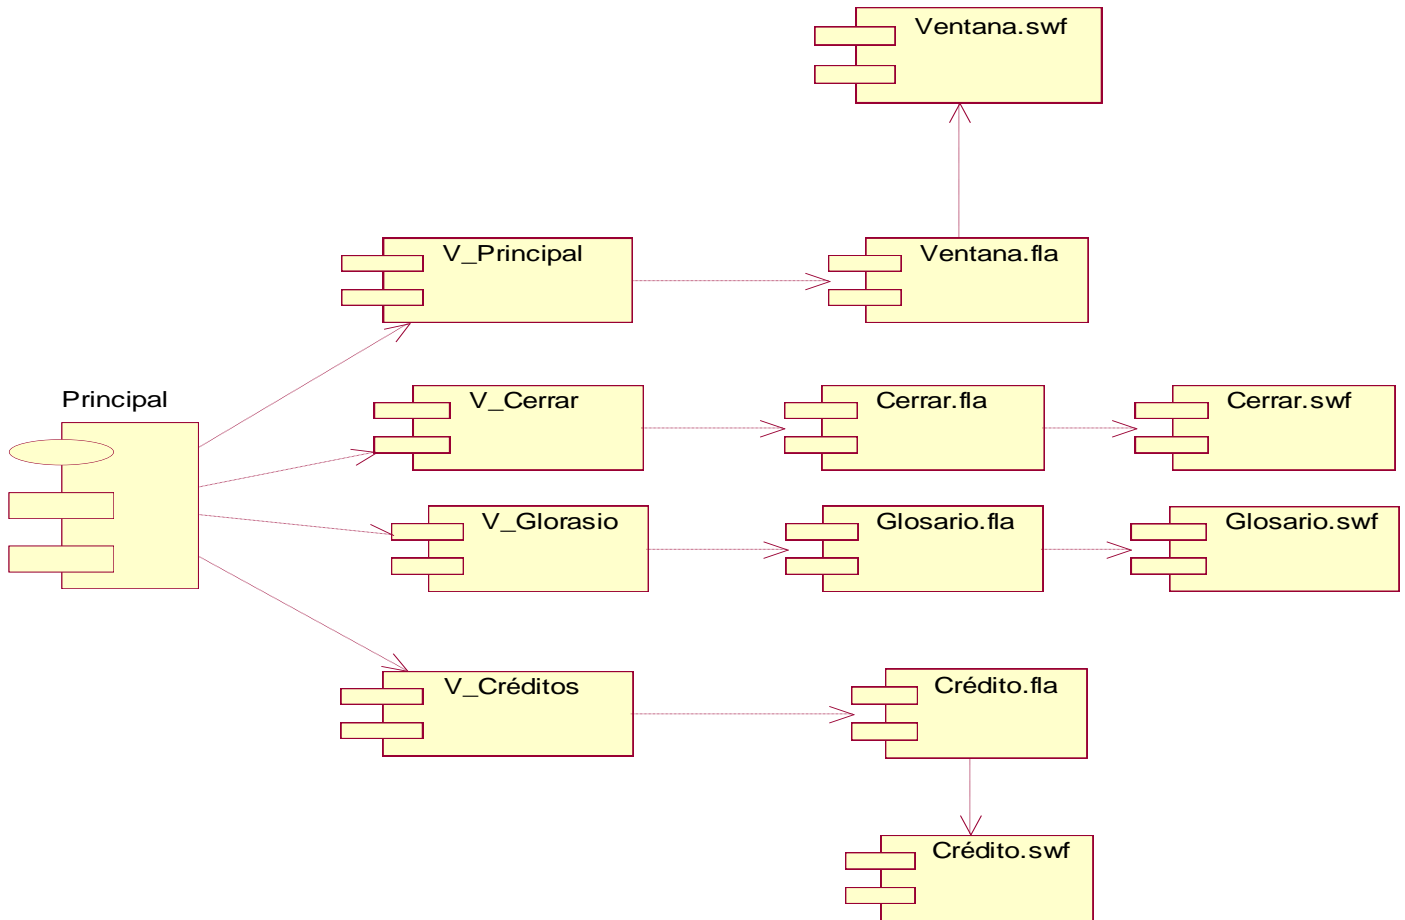 Ventana.swf
V_Principal
Ventana.fla
Principal
V_Cerrar
Cerrar.fla
Cerrar.swf
V_Glorasio
Glosario.fla
Glosario.swf
V_Créditos
Crédito.fla
Crédito.swf